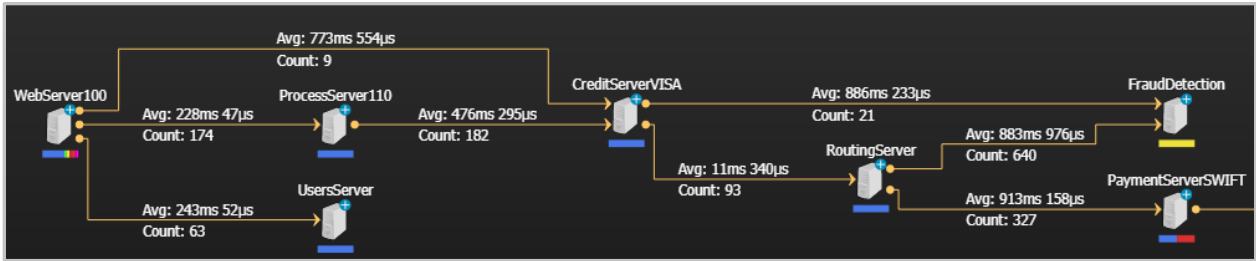 Avg: 773ms 554µs
Count: 9
WebServer100
Avg: 228ms 47µs
Count: 174
ProcessServer110
Avg: 476ms 295µs
Count: 182
CreditServerVISA
Avg: 886ms 233µs
Count: 21
FraudDetection
Avg: 883ms 976µs
Count: 640
RoutingServer
Avg: 11ms 340µs
Count: 93
UsersServer
Avg: 243ms 52µs
Count: 63
Avg: 913ms 158µs
Count: 327
PaymentServerSWIFT